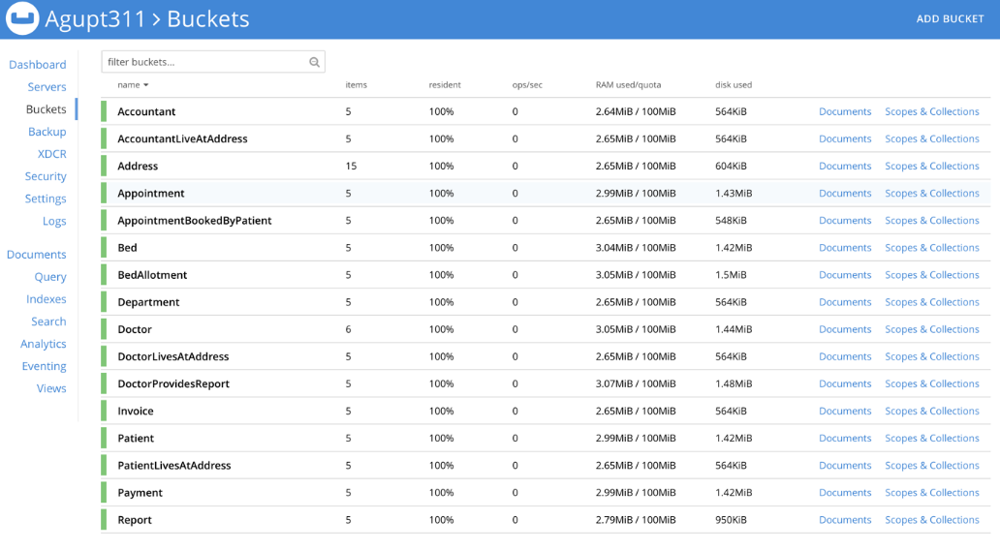 Agupt311 > Buckets
ADD BUCKET
Dashboard
Servers
Buckets
Backup
XDCR
Security
Settings
Logs
Documents
Query
Indexes
Search
Analytics
Eventing
Views
filter buckets...
name items resident ops/sec RAM used/quota disk used
Accountant 5 100% 0 2.64MiB / 100MiB 564KiB Documents Scopes & Collections
AccountantLiveAtAddress 5 100% 0 2.65MiB / 100MiB 564KiB Documents Scopes & Collections
Address 15 100% 0 2.65MiB / 100MiB 604KiB Documents Scopes & Collections
Appointment 5 100% 0 2.99MiB / 100MiB 1.43MiB Documents Scopes & Collections
AppointmentBookedByPatient 5 100% 0 2.65MiB / 100MiB 548KiB Documents Scopes & Collections
Bed 5 100% 0 3.04MiB / 100MiB 1.42MiB Documents Scopes & Collections
BedAllotment 5 100% 0 3.05MiB / 100MiB 1.5MiB Documents Scopes & Collections
Department 5 100% 0 2.65MiB / 100MiB 564KiB Documents Scopes & Collections
Doctor 6 100% 0 3.05MiB / 100MiB 1.44MiB Documents Scopes & Collections
DoctorLivesAtAddress 5 100% 0 2.65MiB / 100MiB 564KiB Documents Scopes & Collections
DoctorProvidesReport 5 100% 0 3.07MiB / 100MiB 1.48MiB Documents Scopes & Collections
Invoice 5 100% 0 2.65MiB / 100MiB 564KiB Documents Scopes & Collections
Patient 5 100% 0 2.99MiB / 100MiB 1.42MiB Documents Scopes & Collections
PatientLivesAtAddress 5 100% 0 2.65MiB / 100MiB 564KiB Documents Scopes & Collections
Payment 5 100% 0 2.99MiB / 100MiB 1.42MiB Documents Scopes & Collections
Report 5 100% 0 2.79MiB / 100MiB 950KiB Documents Scopes & Collections